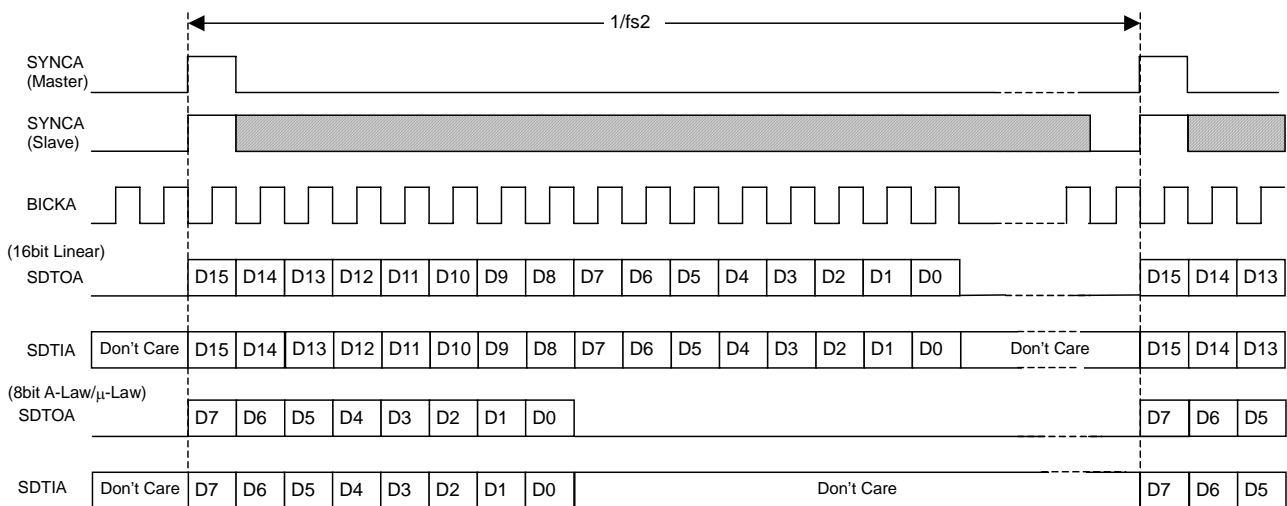 1/fs2
SYNCA
(Master)
SYNCA
(Slave)
BICKA
(16bit Linear)
SDTOA D15 D14 D13 D12 D11 D10 D9 D8 D7 D6 D5 D4 D3 D2 D1 D0 D15 D14 D13
SDTIA Don't Care D15 D14 D13 D12 D11 D10 D9 D8 D7 D6 D5 D4 D3 D2 D1 D0 Don't Care D15 D14 D13
(8bit A-Law/μ-Law)
SDTOA D7 D6 D5 D4 D3 D2 D1 D0 D7 D6 D5
SDTIA Don't Care D7 D6 D5 D4 D3 D2 D1 D0 Don't Care D7 D6 D5